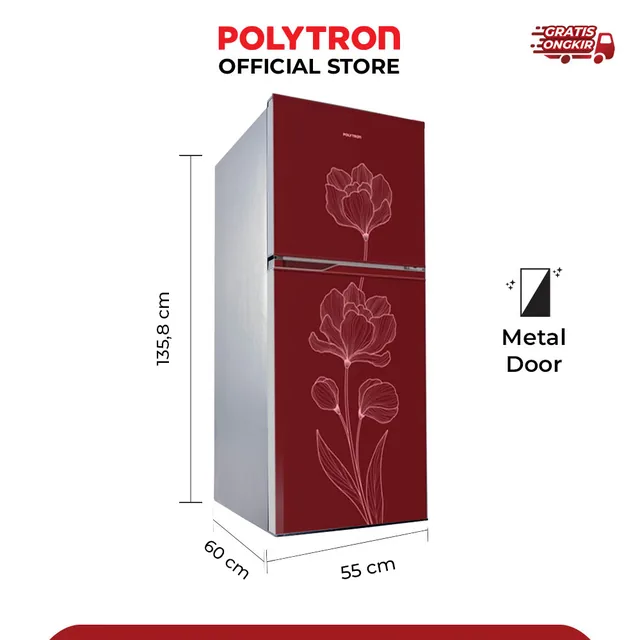 POLYTRON
OFFICIAL STORE
GRATIS
ONGKIR
POLYTRON
135,8 cm
Metal
Door
60 cm
55 cm